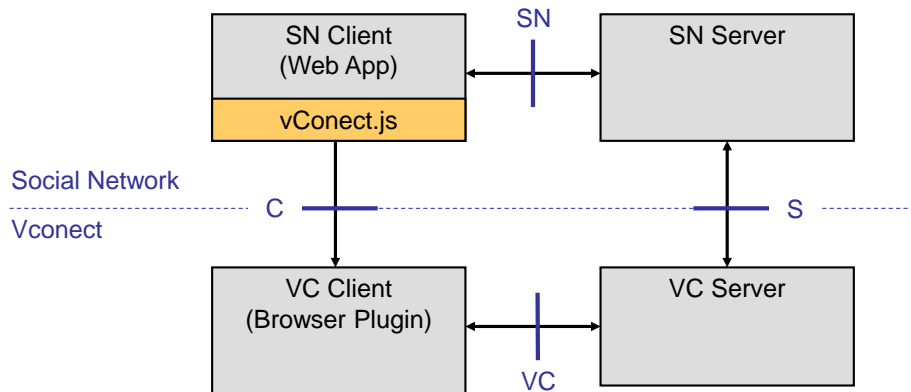 SN
SN Client
(Web App)
SN Server
vConect.js
Social Network
C
S
Vconect
VC Client
(Browser Plugin)
VC Server
VC